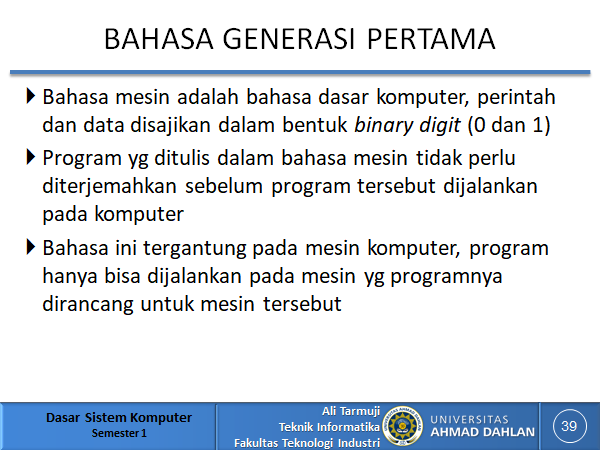 BAHASA GENERASI PERTAMA
Bahasa mesin adalah bahasa dasar komputer, perintah
dan data disajikan dalam bentuk binary digit (0 dan 1)
Program yg ditulis dalam bahasa mesin tidak perlu
diterjemahkan sebelum program tersebut dijalankan
pada komputer
Bahasa ini tergantung pada mesin komputer, program
hanya bisa dijalankan pada mesin yg programnya
dirancang untuk mesin tersebut
Dasar Sistem Komputer
Semester 1
Ali Tarmuji
Teknik Informatika
Fakultas Teknologi Industri
UNIVERSITAS
AHMAD DAHLAN
39